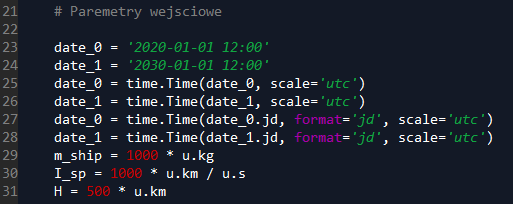 21 # Paremetry wejsciowe
22
23 date_0 = '2020-01-01 12:00'
24 date_1 = '2030-01-01 12:00'
25 date_0 = time.Time(date_0, scale='utc')
26 date_1 = time.Time(date_1, scale='utc')
27 date_0 = time.Time(date_0.jd, format='jd', scale='utc')
28 date_1 = time.Time(date_1.jd, format='jd', scale='utc')
29 m_ship = 1000 * u.kg
30 I_sp = 1000 * u.km / u.s
31 H = 500 * u.km